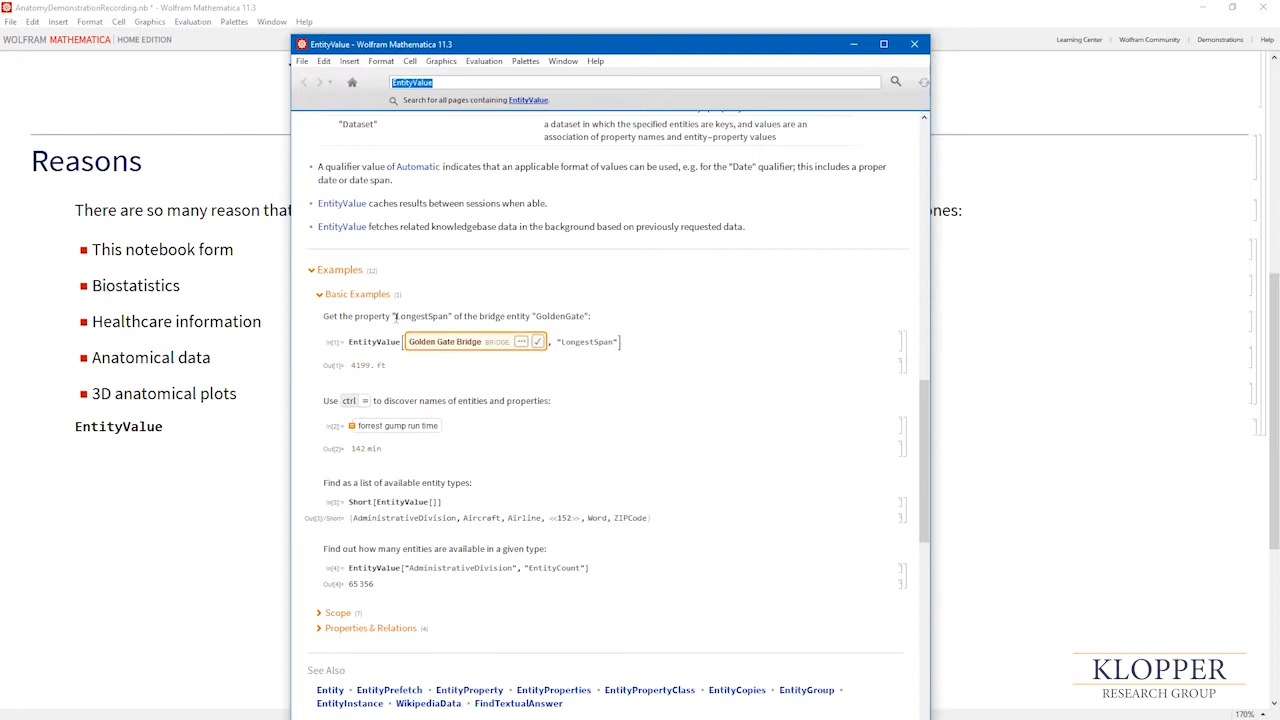 AnatomyDemonstrationRecording.nb * - Wolfram Mathematica 11.3
File Edit Insert Format Cell Graphics Evaluation Palettes Window Help
WOLFRAM MATHEMATICA | HOME EDITION
Learning Center Wolfram Community Demonstrations Help
Reasons
There are so many reason that
ones:
This notebook form
Biostatistics
Healthcare information
Anatomical data
3D anatomical plots
EntityValue
EntityValue - Wolfram Mathematica 11.3
File Edit Insert Format Cell Graphics Evaluation Palettes Window Help
EntityValue
Search for all pages containing EntityValue.
"Dataset" a dataset in which the specified entities are keys, and values are an
association of property names and entity-property values
A qualifier value of Automatic indicates that an applicable format of values can be used, e.g. for the "Date" qualifier; this includes a proper
date or date span.
EntityValue caches results between sessions when able.
EntityValue fetches related knowledgebase data in the background based on previously requested data.
Examples (12)
Basic Examples (1)
Get the property "LongestSpan" of the bridge entity "GoldenGate":
In[1]:= EntityValue[ Golden Gate Bridge BRIDGE ... ✓ , "LongestSpan"]
Out[1]= 4199. ft
Use ctrl = to discover names of entities and properties:
In[2]:= forrest gump run time
Out[2]= 142 min
Find as a list of available entity types:
In[3]:= Short[EntityValue[]]
Out[3]//Short= {AdministrativeDivision, Aircraft, Airline, <<152>>, Word, ZIPCode}
Find out how many entities are available in a given type:
In[4]:= EntityValue["AdministrativeDivision", "EntityCount"]
Out[4]= 65 356
Scope (7)
Properties & Relations (4)
See Also
Entity ▪ EntityPrefetch ▪ EntityProperty ▪ EntityProperties ▪ EntityPropertyClass ▪ EntityCopies ▪ EntityGroup ▪
EntityInstance ▪ WikipediaData ▪ FindTextualAnswer
KLOPPER
RESEARCH GROUP
170%